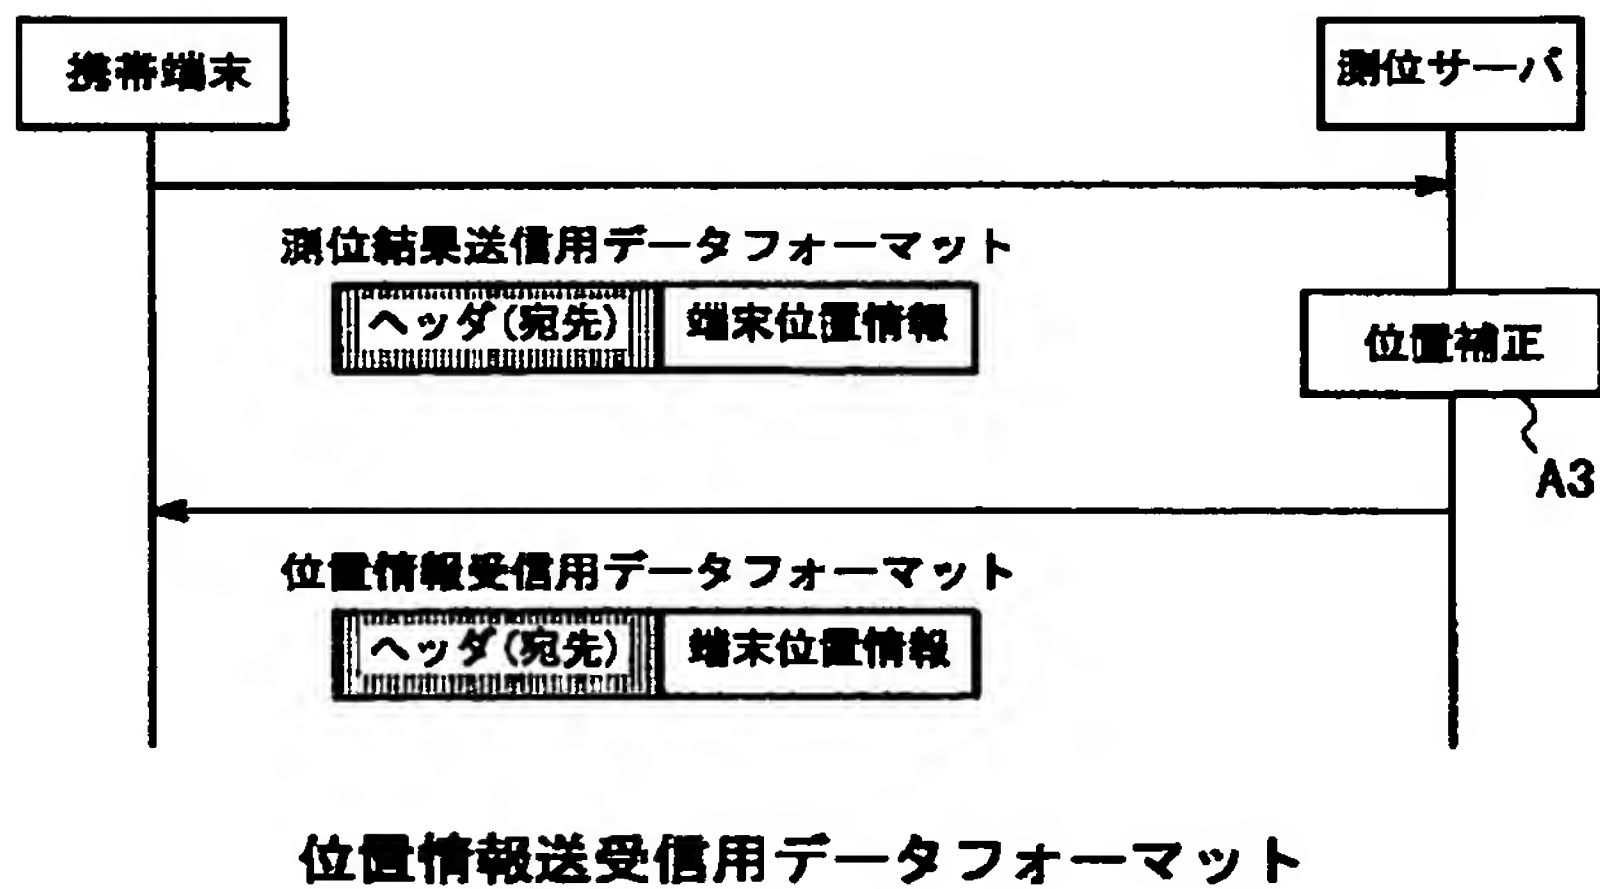 携帯端末
測位サーバ
測位結果送信用データフォーマット
ヘッダ(宛先) 端末位置情報
位置補正
A3
位置情報受信用データフォーマット
ヘッダ(宛先) 端末位置情報
位置情報送受信用データフォーマット